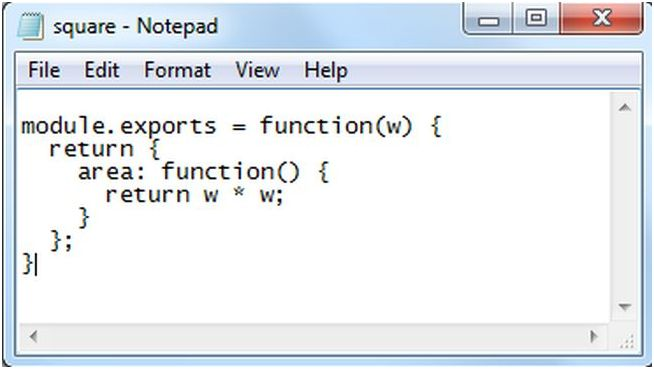 square - Notepad
File Edit Format View Help
module.exports = function(w) {
  return {
    area: function() {
      return w * w;
    }
  };
}